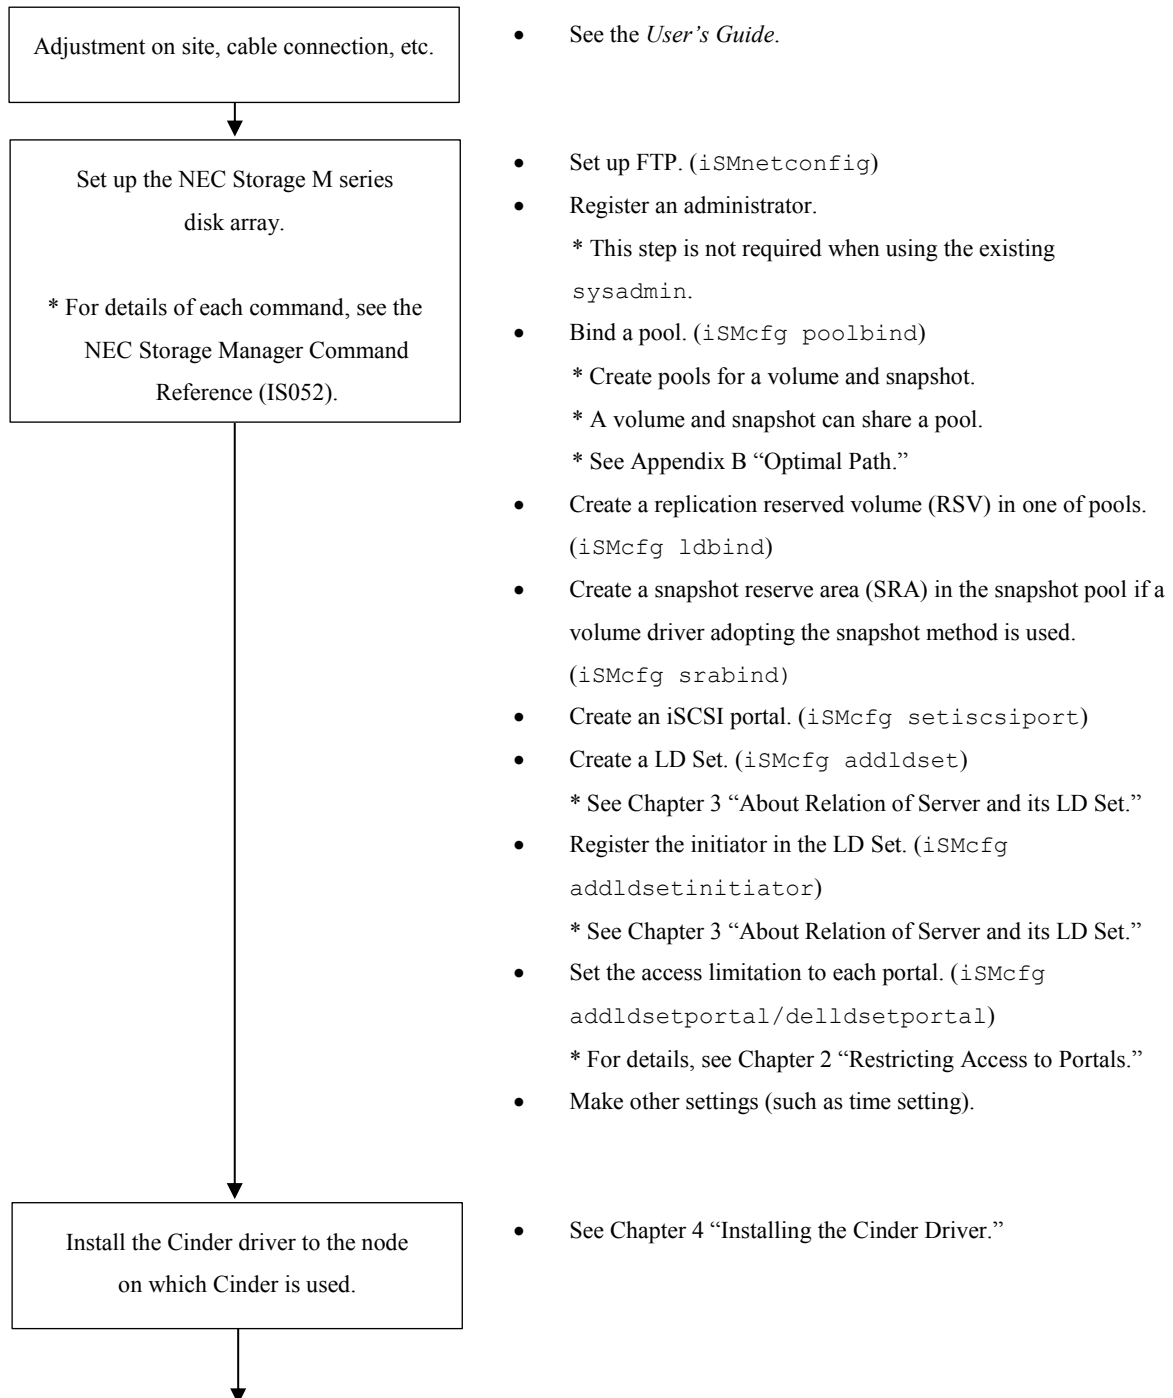 Adjustment on site, cable connection, etc.
• See the User’s Guide.
Set up the NEC Storage M series
disk array.
* For details of each command, see the
NEC Storage Manager Command
Reference (IS052).
• Set up FTP. (iSMnetconfig)
• Register an administrator.
* This step is not required when using the existing
sysadmin.
• Bind a pool. (iSMcfg poolbind)
* Create pools for a volume and snapshot.
* A volume and snapshot can share a pool.
* See Appendix B “Optimal Path.”
• Create a replication reserved volume (RSV) in one of pools.
(iSMcfg ldbind)
• Create a snapshot reserve area (SRA) in the snapshot pool if a
volume driver adopting the snapshot method is used.
(iSMcfg srabind)
• Create an iSCSI portal. (iSMcfg setiscsiport)
• Create a LD Set. (iSMcfg addldset)
* See Chapter 3 “About Relation of Server and its LD Set.”
• Register the initiator in the LD Set. (iSMcfg
addldsetinitiator)
* See Chapter 3 “About Relation of Server and its LD Set.”
• Set the access limitation to each portal. (iSMcfg
addldsetportal/delldsetportal)
* For details, see Chapter 2 “Restricting Access to Portals.”
• Make other settings (such as time setting).
Install the Cinder driver to the node
on which Cinder is used.
• See Chapter 4 “Installing the Cinder Driver.”